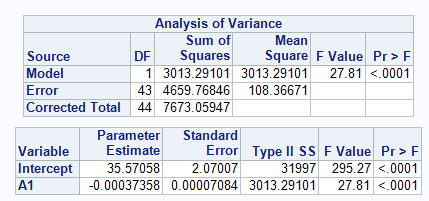 Analysis of Variance
Source DF Sum of Squares Mean Square F Value Pr > F
Model 1 3013.29101 3013.29101 27.81 <.0001
Error 43 4659.76846 108.36671
Corrected Total 44 7673.05947
Variable Parameter Estimate Standard Error Type II SS F Value Pr > F
Intercept 35.57058 2.07007 31997 295.27 <.0001
A1 -0.00037358 0.00007084 3013.29101 27.81 <.0001